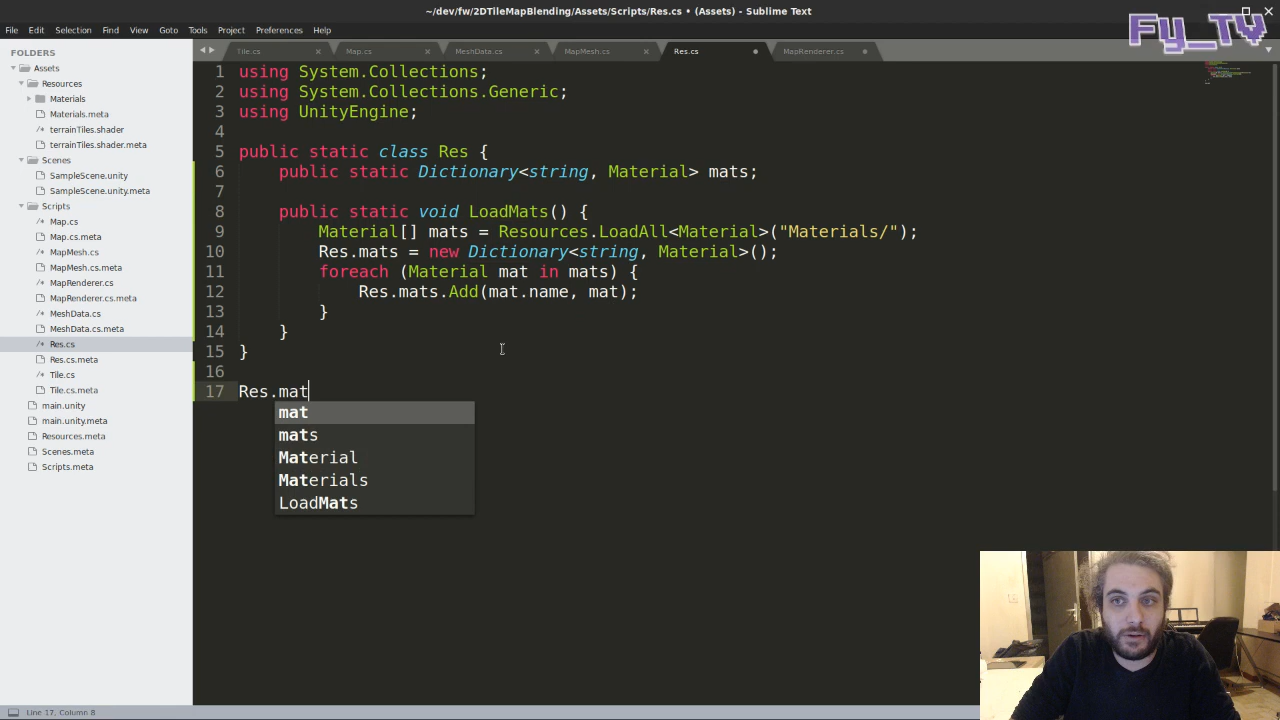 ~/dev/fw/2DTileMapBlending/Assets/Scripts/Res.cs • (Assets) - Sublime Text
File Edit Selection Find View Goto Tools Project Preferences Help
Fy_TV
FOLDERS
Assets
Resources
Materials
Materials.meta
terrainTiles.shader
terrainTiles.shader.meta
Scenes
SampleScene.unity
SampleScene.unity.meta
Scripts
Map.cs
Map.cs.meta
MapMesh.cs
MapMesh.cs.meta
MapRenderer.cs
MapRenderer.cs.meta
MeshData.cs
MeshData.cs.meta
Res.cs
Res.cs.meta
Tile.cs
Tile.cs.meta
main.unity
main.unity.meta
Resources.meta
Scenes.meta
Scripts.meta
Tile.cs × Map.cs × MeshData.cs × MapMesh.cs × Res.cs • MapRenderer.cs •
1 using System.Collections;
2 using System.Collections.Generic;
3 using UnityEngine;
4
5 public static class Res {
6 public static Dictionary<string, Material> mats;
7
8 public static void LoadMats() {
9 Material[] mats = Resources.LoadAll<Material>("Materials/");
10 Res.mats = new Dictionary<string, Material>();
11 foreach (Material mat in mats) {
12 Res.mats.Add(mat.name, mat);
13 }
14 }
15 }
16
17 Res.mat
mat
mats
Material
Materials
LoadMats
Line 17, Column 8